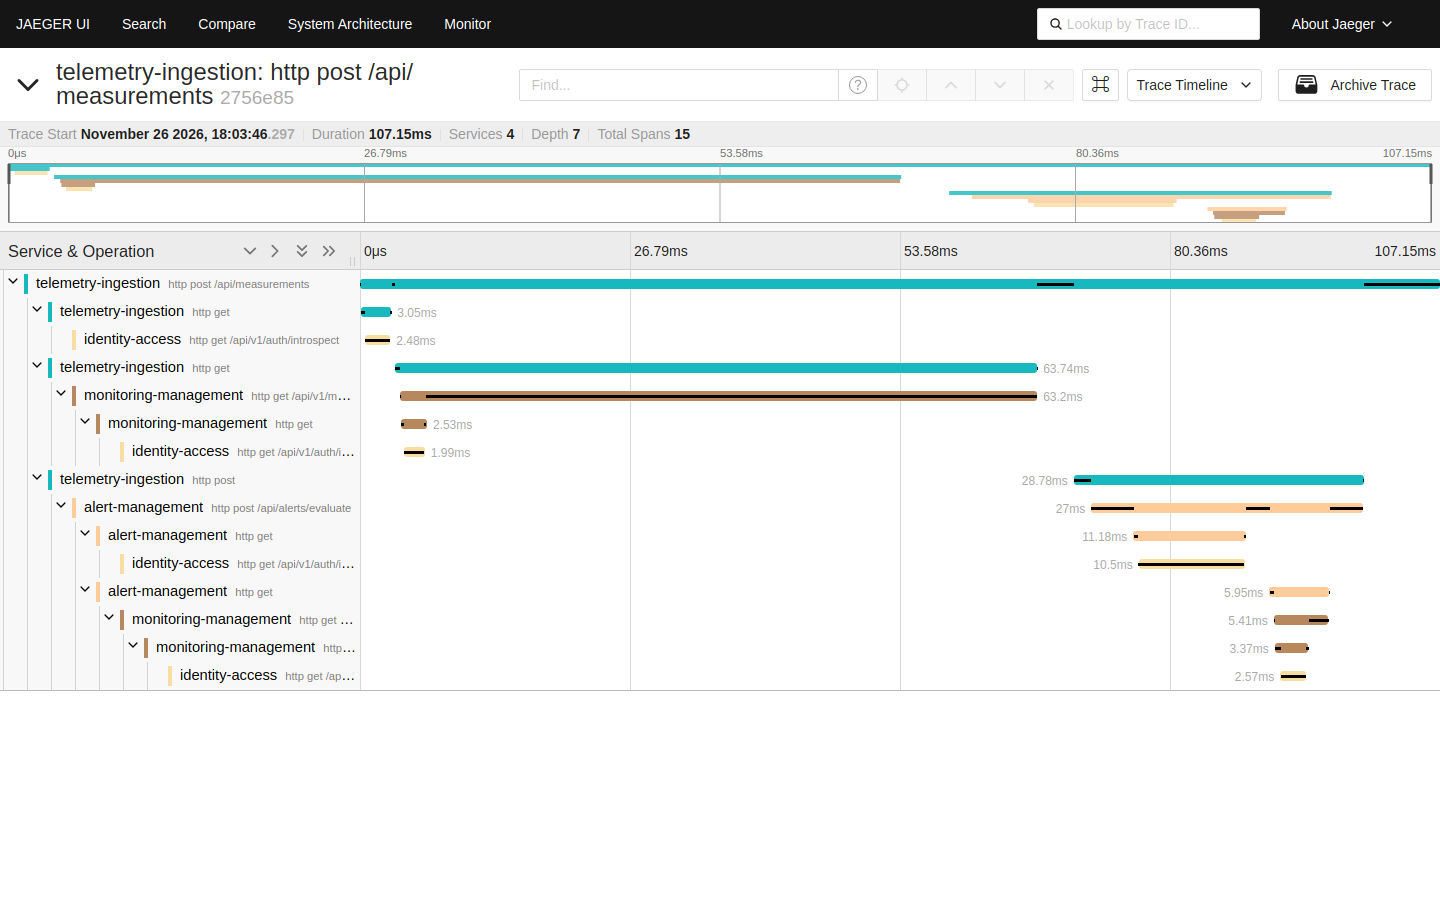 JAEGER UI Search Compare System Architecture Monitor Lookup by Trace ID... About Jaeger
telemetry-ingestion: http post /api/
measurements 2756e85
Find... ? Trace Timeline Archive Trace
Trace Start November 26 2026, 18:03:46.297 Duration 107.15ms Services 4 Depth 7 Total Spans 15
0μs 26.79ms 53.58ms 80.36ms 107.15ms
Service & Operation 0μs 26.79ms 53.58ms 80.36ms 107.15ms
telemetry-ingestion http post /api/measurements
telemetry-ingestion http get 3.05ms
identity-access http get /api/v1/auth/introspect 2.48ms
telemetry-ingestion http get 63.74ms
monitoring-management http get /api/v1/m... 63.2ms
monitoring-management http get 2.53ms
identity-access http get /api/v1/auth/i... 1.99ms
telemetry-ingestion http post 28.78ms
alert-management http post /api/alerts/evaluate 27ms
alert-management http get 11.18ms
identity-access http get /api/v1/auth/i... 10.5ms
alert-management http get 5.95ms
monitoring-management http get ... 5.41ms
monitoring-management http... 3.37ms
identity-access http get /ap... 2.57ms